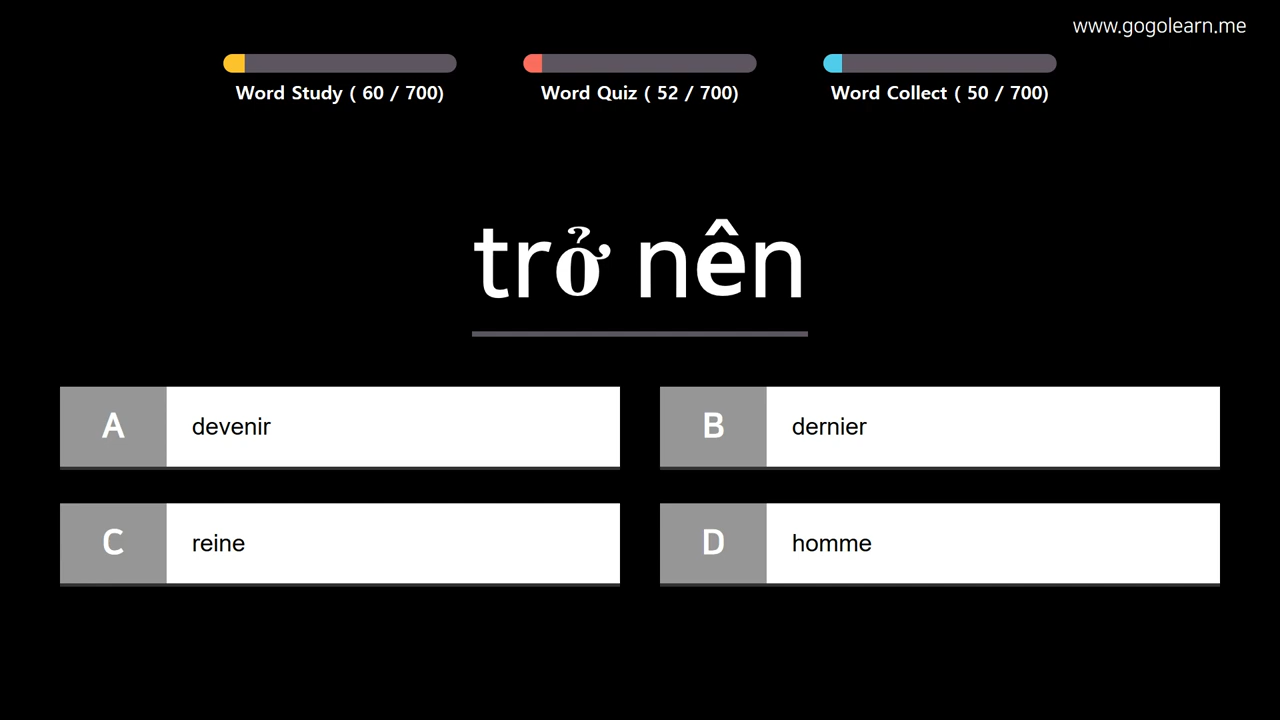 www.gogolearn.me
Word Study ( 60 / 700)
Word Quiz ( 52 / 700)
Word Collect ( 50 / 700)
trở nên
A devenir
B dernier
C reine
D homme